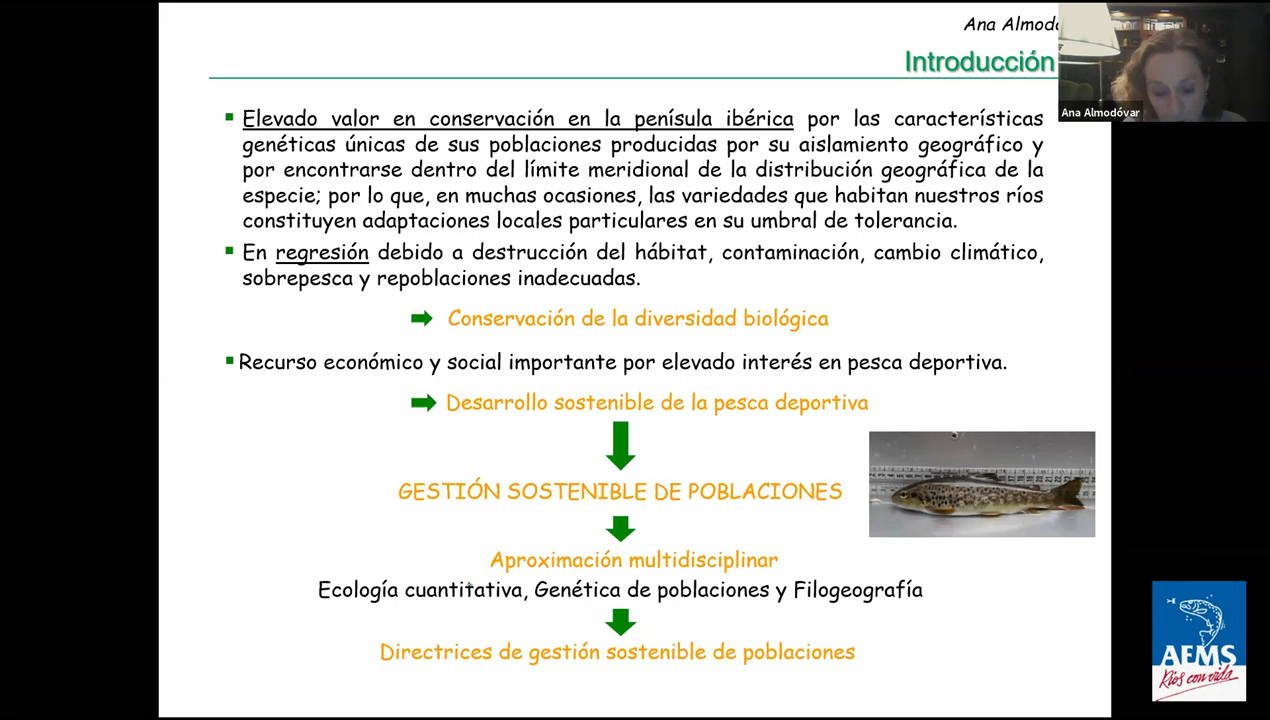 Ana Almodó
Introducción
Ana Almodóvar
Elevado valor en conservación en la penísula ibérica por las características
genéticas únicas de sus poblaciones producidas por su aislamiento geográfico y
por encontrarse dentro del límite meridional de la distribución geográfica de la
especie; por lo que, en muchas ocasiones, las variedades que habitan nuestros ríos
constituyen adaptaciones locales particulares en su umbral de tolerancia.
En regresión debido a destrucción del hábitat, contaminación, cambio climático,
sobrepesca y repoblaciones inadecuadas.
Conservación de la diversidad biológica
Recurso económico y social importante por elevado interés en pesca deportiva.
Desarrollo sostenible de la pesca deportiva
GESTIÓN SOSTENIBLE DE POBLACIONES
Aproximación multidisciplinar
Ecología cuantitativa, Genética de poblaciones y Filogeografía
Directrices de gestión sostenible de poblaciones
AEMS
Ríos con vida